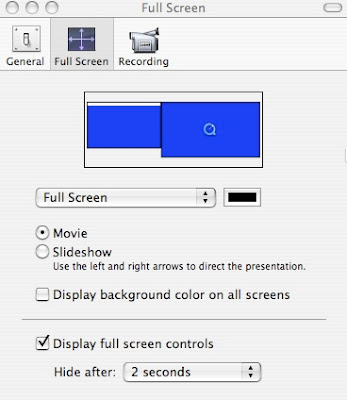 Full Screen
General Full Screen Recording
Full Screen
Movie
Slideshow
Use the left and right arrows to direct the presentation.
Display background color on all screens
Display full screen controls
Hide after: 2 seconds